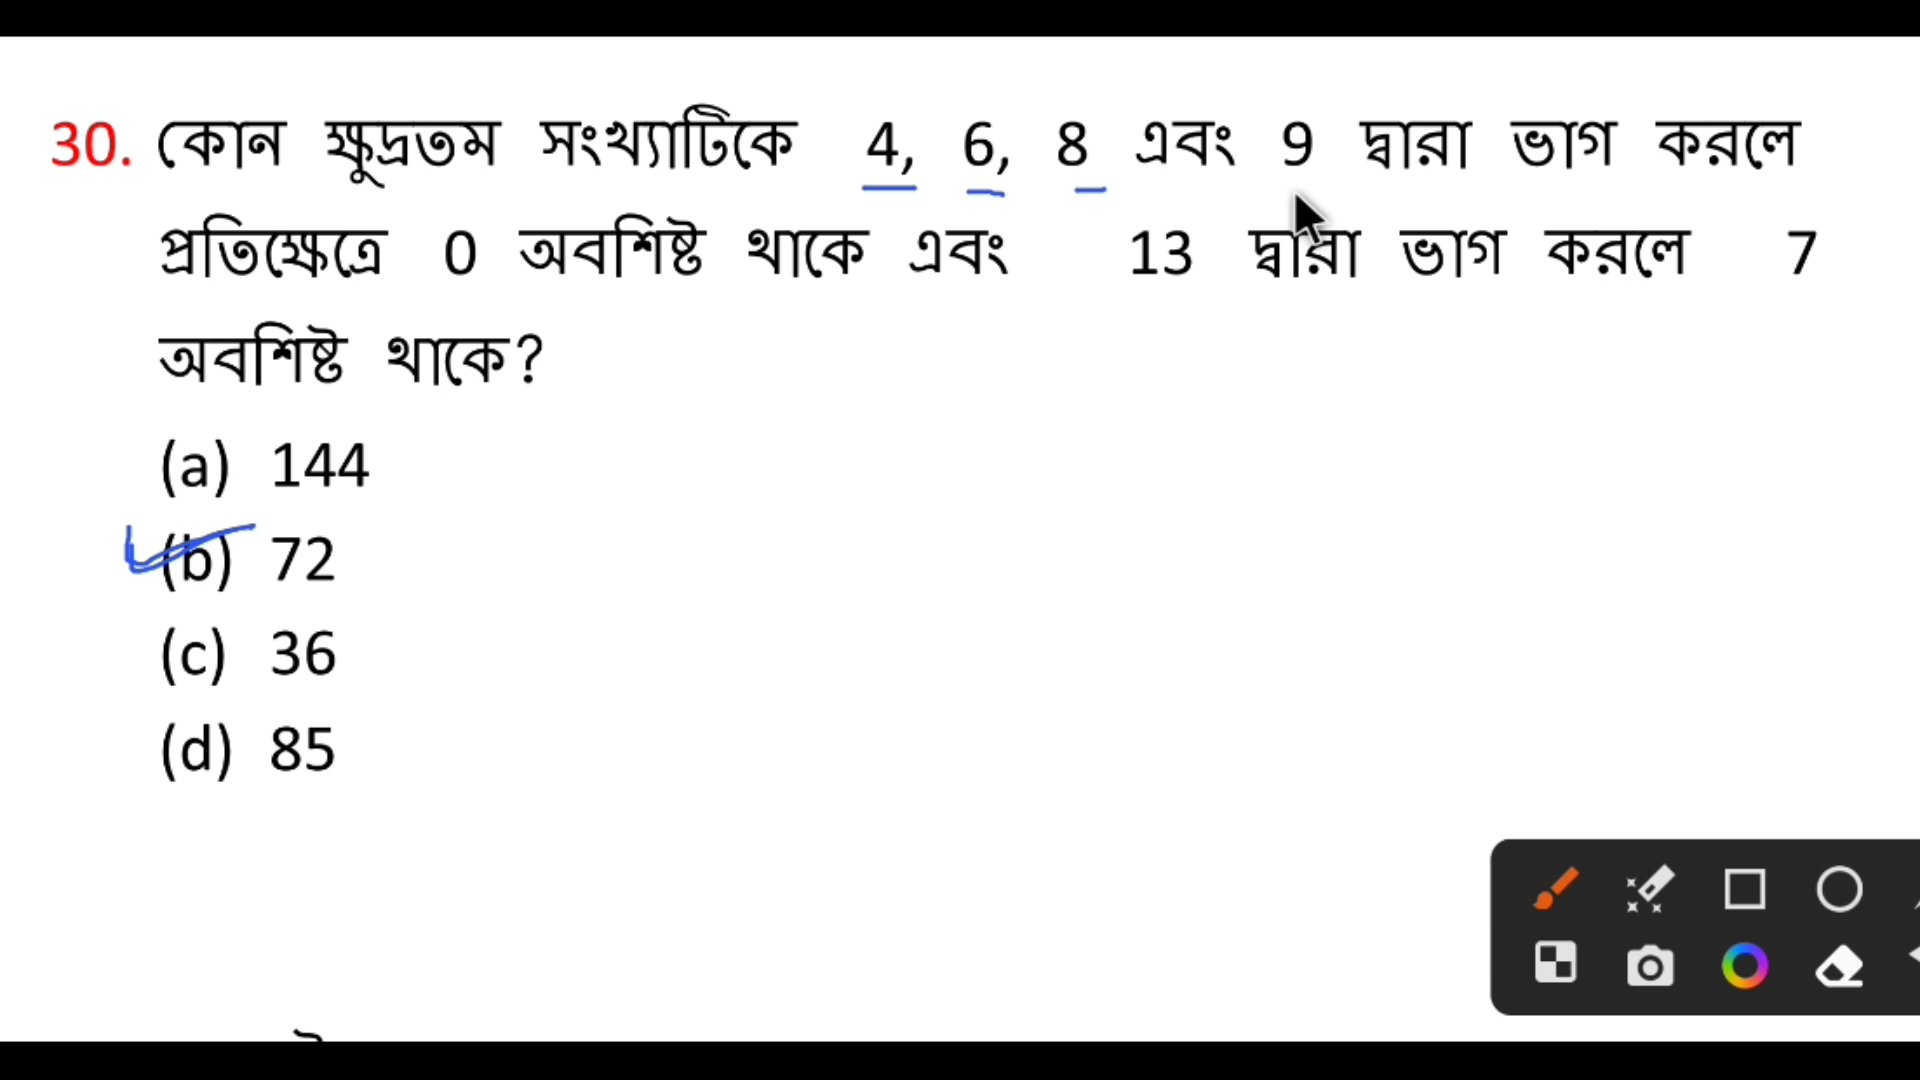 30. কোন ক্ষুদ্রতম সংখ্যাটিকে 4, 6, 8 এবং 9 দ্বারা ভাগ করলে
প্রতিক্ষেত্রে 0 অবশিষ্ট থাকে এবং 13 দ্বারা ভাগ করলে 7
অবশিষ্ট থাকে?
(a) 144
(b) 72
(c) 36
(d) 85